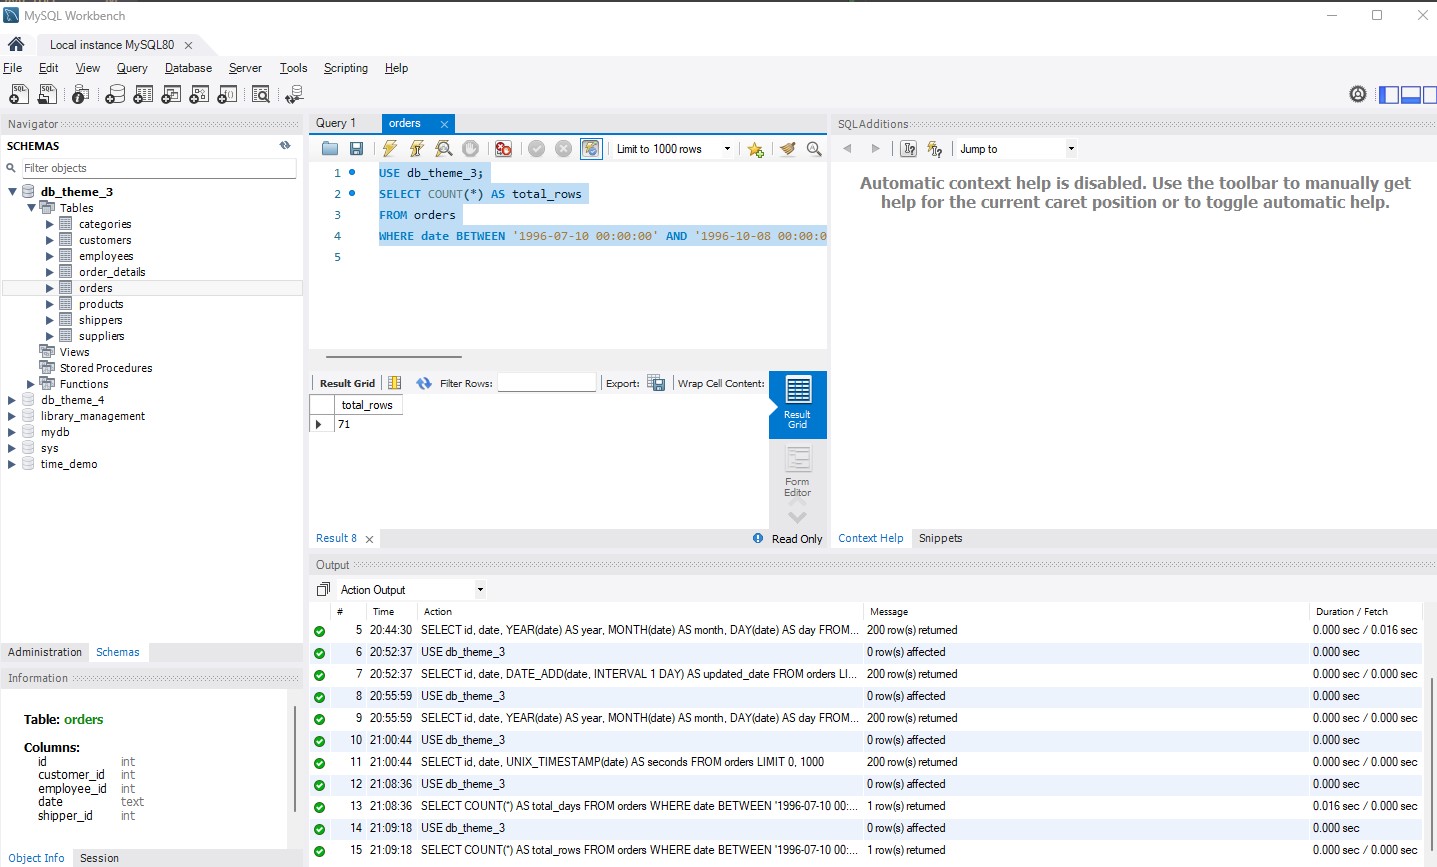 MySQL Workbench
Local instance MySQL80
File Edit View Query Database Server Tools Scripting Help
Navigator
SCHEMAS
Filter objects
db_theme_3
Tables
categories
customers
employees
order_details
orders
products
shippers
suppliers
Views
Stored Procedures
Functions
db_theme_4
library_management
mydb
sys
time_demo
Administration Schemas
Information
Table: orders
Columns:
id int
customer_id int
employee_id int
date text
shipper_id int
Object Info Session
Query 1 orders
Limit to 1000 rows
1 USE db_theme_3;
2 SELECT COUNT(*) AS total_rows
3 FROM orders
4 WHERE date BETWEEN '1996-07-10 00:00:00' AND '1996-10-08 00:00:0
5
Result Grid Filter Rows: Export: Wrap Cell Content:
total_rows
71
Result
Grid
Form
Editor
Result 8 Read Only
SQLAdditions
Jump to
Automatic context help is disabled. Use the toolbar to manually get
help for the current caret position or to toggle automatic help.
Context Help Snippets
Output
Action Output
# Time Action Message Duration / Fetch
5 20:44:30 SELECT id, date, YEAR(date) AS year, MONTH(date) AS month, DAY(date) AS day FROM... 200 row(s) returned 0.000 sec / 0.016 sec
6 20:52:37 USE db_theme_3 0 row(s) affected 0.000 sec
7 20:52:37 SELECT id, date, DATE_ADD(date, INTERVAL 1 DAY) AS updated_date FROM orders LI... 200 row(s) returned 0.000 sec / 0.000 sec
8 20:55:59 USE db_theme_3 0 row(s) affected 0.000 sec
9 20:55:59 SELECT id, date, YEAR(date) AS year, MONTH(date) AS month, DAY(date) AS day FROM... 200 row(s) returned 0.000 sec / 0.000 sec
10 21:00:44 USE db_theme_3 0 row(s) affected 0.000 sec
11 21:00:44 SELECT id, date, UNIX_TIMESTAMP(date) AS seconds FROM orders LIMIT 0, 1000 200 row(s) returned 0.000 sec / 0.000 sec
12 21:08:36 USE db_theme_3 0 row(s) affected 0.000 sec
13 21:08:36 SELECT COUNT(*) AS total_days FROM orders WHERE date BETWEEN '1996-07-10 00:... 1 row(s) returned 0.016 sec / 0.000 sec
14 21:09:18 USE db_theme_3 0 row(s) affected 0.000 sec
15 21:09:18 SELECT COUNT(*) AS total_rows FROM orders WHERE date BETWEEN '1996-07-10 00:... 1 row(s) returned 0.000 sec / 0.000 sec